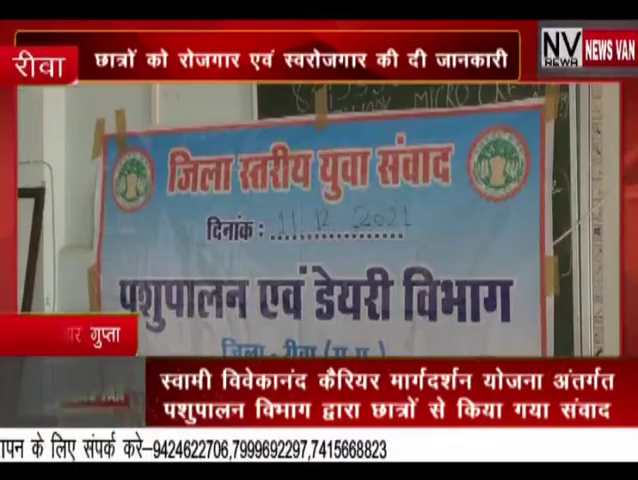 रीवा
छात्रों को रोजगार एवं स्वरोजगार की दी जानकारी
NV
REWA
NEWS VAN
MICRO
जिला स्तरीय युवा संवाद
दिनांक : 11 12 2021
पशुपालन एवं डेयरी विभाग
जिला - रीवा (म.प्र.)
गुप्ता
स्वामी विवेकानंद कैरियर मार्गदर्शन योजना अंतर्गत
पशुपालन विभाग द्वारा छात्रों से किया गया संवाद
के लिए संपर्क करे–9424622706,7999692297,7415668823